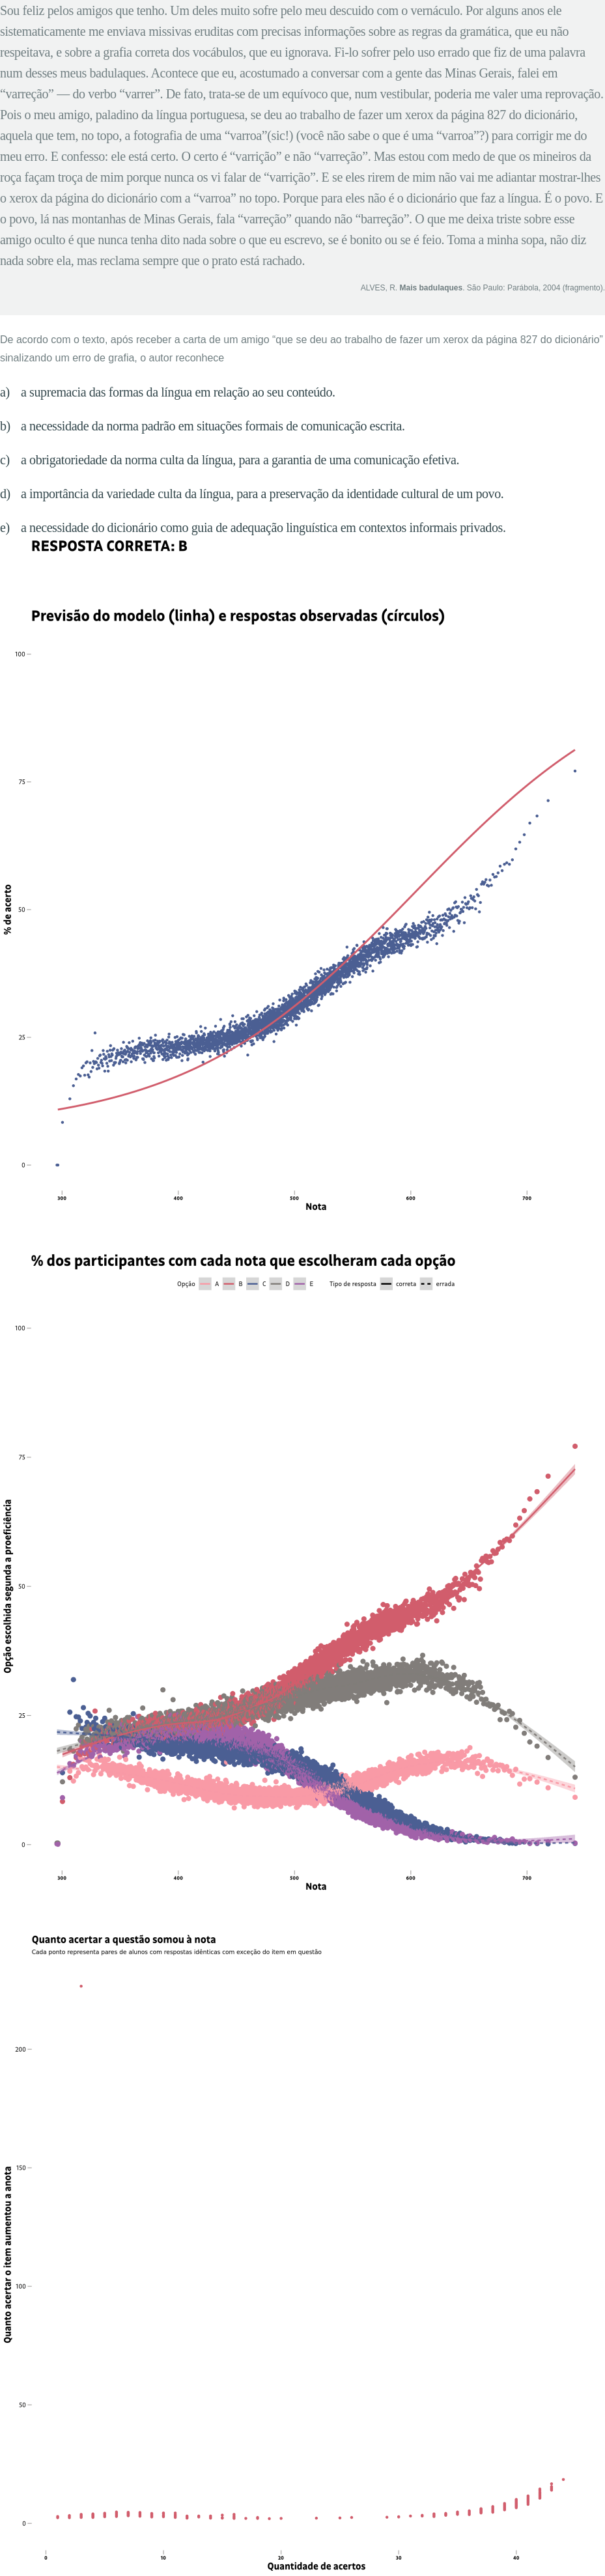 Sou feliz pelos amigos que tenho. Um deles muito sofre pelo meu descuido com o vernáculo. Por alguns anos ele
sistematicamente me enviava missivas eruditas com precisas informações sobre as regras da gramática, que eu não
respeitava, e sobre a grafia correta dos vocábulos, que eu ignorava. Fi-lo sofrer pelo uso errado que fiz de uma palavra
num desses meus badulaques. Acontece que eu, acostumado a conversar com a gente das Minas Gerais, falei em
“varreção” — do verbo “varrer”. De fato, trata-se de um equívoco que, num vestibular, poderia me valer uma reprovação.
Pois o meu amigo, paladino da língua portuguesa, se deu ao trabalho de fazer um xerox da página 827 do dicionário,
aquela que tem, no topo, a fotografia de uma “varroa”(sic!) (você não sabe o que é uma “varroa”?) para corrigir me do
meu erro. E confesso: ele está certo. O certo é “varrição” e não “varreção”. Mas estou com medo de que os mineiros da
roça façam troça de mim porque nunca os vi falar de “varrição”. E se eles rirem de mim não vai me adiantar mostrar-lhes
o xerox da página do dicionário com a “varroa” no topo. Porque para eles não é o dicionário que faz a língua. É o povo. E
o povo, lá nas montanhas de Minas Gerais, fala “varreção” quando não “barreção”. O que me deixa triste sobre esse
amigo oculto é que nunca tenha dito nada sobre o que eu escrevo, se é bonito ou se é feio. Toma a minha sopa, não diz
nada sobre ela, mas reclama sempre que o prato está rachado.
ALVES, R. Mais badulaques. São Paulo: Parábola, 2004 (fragmento).
De acordo com o texto, após receber a carta de um amigo “que se deu ao trabalho de fazer um xerox da página 827 do dicionário”
sinalizando um erro de grafia, o autor reconhece
a) a supremacia das formas da língua em relação ao seu conteúdo.
b) a necessidade da norma padrão em situações formais de comunicação escrita.
c) a obrigatoriedade da norma culta da língua, para a garantia de uma comunicação efetiva.
d) a importância da variedade culta da língua, para a preservação da identidade cultural de um povo.
e) a necessidade do dicionário como guia de adequação linguística em contextos informais privados.
RESPOSTA CORRETA: B
Previsão do modelo (linha) e respostas observadas (círculos)
100
75
50
25
0
% de acerto
300 400 500 600 700
Nota
% dos participantes com cada nota que escolheram cada opção
Opção A B C D E Tipo de resposta correta errada
100
75
50
25
0
Opção escolhida segunda a proeficiência
300 400 500 600 700
Nota
Quanto acertar a questão somou à nota
Cada ponto representa pares de alunos com respostas idênticas com exceção do item em questão
200
150
100
50
0
Quanto acertar o item aumentou a anota
0 10 20 30 40
Quantidade de acertos